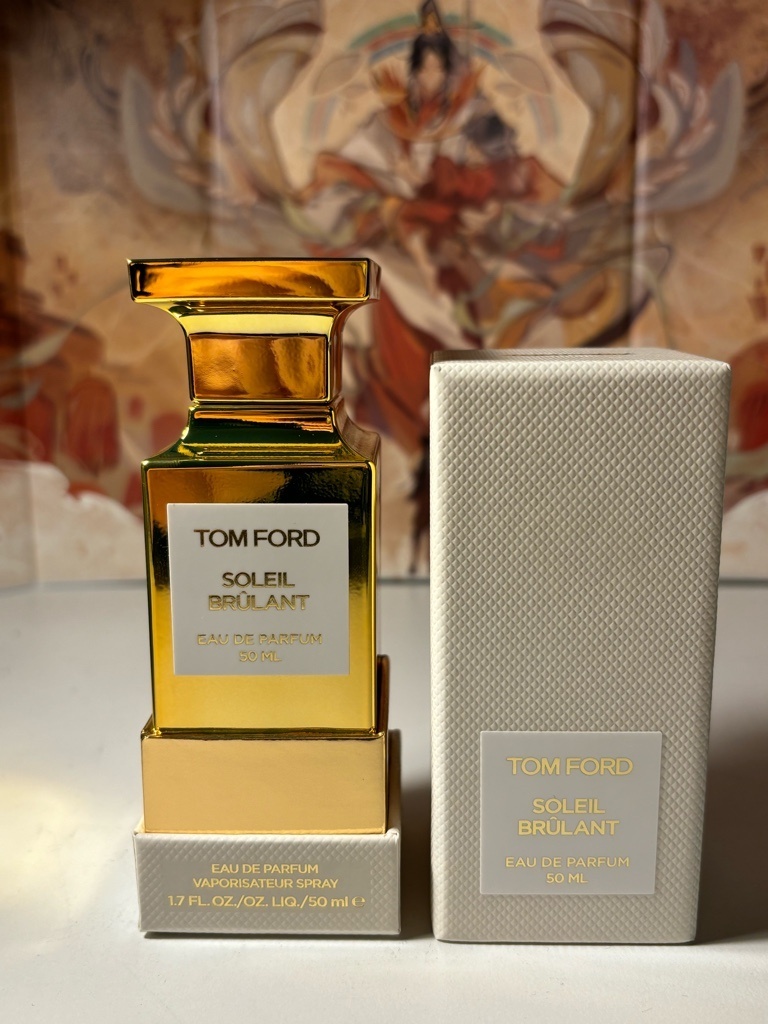 TOM FORD
SOLEIL
BRÛLANT
EAU DE PARFUM
50 ML
EAU DE PARFUM
VAPORISATEUR SPRAY
1.7 FL. OZ./OZ. LIQ./50 ml ℮
TOM FORD
SOLEIL
BRÛLANT
EAU DE PARFUM
50 ML